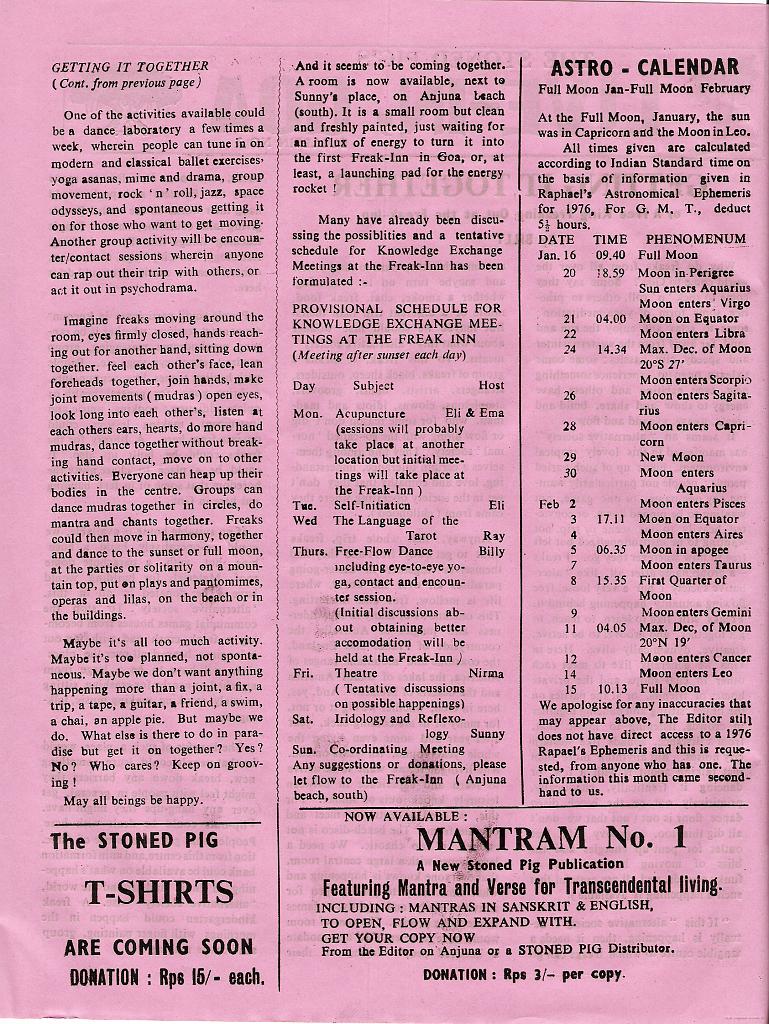 GETTING IT TOGETHER
( Cont. from previous page )
One of the activities available could
be a dance laboratory a few times a
week, wherein people can tune in on
modern and classical ballet exercises,
yoga asanas, mime and drama, group
movement, rock 'n' roll, jazz, space
odysseys, and spontaneous getting it
on for those who want to get moving.
Another group activity will be encoun-
ter/contact sessions wherein anyone
can rap out their trip with others, or
act it out in psychodrama.
Imagine freaks moving around the
room, eyes firmly closed, hands reach-
ing out for another hand, sitting down
together. feel each other's face, lean
foreheads together, join hands, make
joint movements ( mudras ) open eyes,
look long into each other's, listen at
each others ears, hearts, do more hand
mudras, dance together without break-
ing hand contact, move on to other
activities. Everyone can heap up their
bodies in the centre. Groups can
dance mudras together in circles, do
mantra and chants together. Freaks
could then move in harmony, together
and dance to the sunset or full moon,
at the parties or solitarity on a moun-
tain top, put on plays and pantomimes,
operas and lilas, on the beach or in
the buildings.
Maybe it's all too much activity.
Maybe it's too planned, not sponta-
neous. Maybe we don't want anything
happening more than a joint, a fix, a
trip, a tape, a guitar, a friend, a swim,
a chai, an apple pie. But maybe we
do. What else is there to do in para-
dise but get it on together? Yes?
No? Who cares? Keep on groov-
ing !
May all beings be happy.
The STONED PIG
T-SHIRTS
ARE COMING SOON
DONATION : Rps 15/- each.
And it seems to be coming together.
A room is now available, next to
Sunny's place, on Anjuna beach
(south). It is a small room but clean
and freshly painted, just waiting for
an influx of energy to turn it into
the first Freak-Inn in Goa, or, at
least, a launching pad for the energy
rocket !
Many have already been discu-
ssing the possiblities and a tentative
schedule for Knowledge Exchange
Meetings at the Freak-Inn has been
formulated :-
PROVISIONAL SCHEDULE FOR
KNOWLEDGE EXCHANGE MEE-
TINGS AT THE FREAK INN
(Meeting after sunset each day)
Day Subject Host
Mon. Acupuncture Eli & Ema
(sessions will probably
take place at another
location but initial mee-
tings will take place at
the Freak-Inn )
Tue. Self-Initiation Eli
Wed The Language of the
Tarot Ray
Thurs. Free-Flow Dance Billy
including eye-to-eye yo-
ga, contact and encoun-
ter session.
(Initial discussions ab-
out obtaining better
accomodation will be
held at the Freak-Inn )
Fri. Theatre Nirma
( Tentative discussions
on possible happenings)
Sat. Iridology and Reflexo-
logy Sunny
Sun. Co-ordinating Meeting
Any suggestions or donations, please
let flow to the Freak-Inn ( Anjuna
beach, south)
ASTRO - CALENDAR
Full Moon Jan-Full Moon February
At the Full Moon, January, the sun
was in Capricorn and the Moon in Leo.
All times given are calculated
according to Indian Standard time on
the basis of information given in
Raphael's Astronomical Ephemeris
for 1976, For G. M. T., deduct
5½ hours.
DATE TIME PHENOMENUM
Jan. 16 09.40 Full Moon
20 18.59 Moon in Perigree
Sun enters Aquarius
Moon enters Virgo
21 04.00 Moon on Equator
22 Moon enters Libra
24 14.34 Max. Dec. of Moon
20°S 27'
Moon enters Scorpio
26 Moon enters Sagita-
rius
28 Moon enters Capri-
corn
29 New Moon
30 Moon enters
Aquarius
Feb 2 Moon enters Pisces
3 17.11 Moon on Equator
4 Moon enters Aires
5 06.35 Moon in apogee
7 Moon enters Taurus
8 15.35 First Quarter of
Moon
9 Moon enters Gemini
11 04.05 Max. Dec, of Moon
20°N 19'
12 Moon enters Cancer
14 Moon enters Leo
15 10.13 Full Moon
We apologise for any inaccuracies that
may appear above, The Editor still
does not have direct access to a 1976
Rapael's Ephemeris and this is reque-
sted, from anyone who has one. The
information this month came second-
hand to us.
NOW AVAILABLE :
MANTRAM No. 1
A New Stoned Pig Publication
Featuring Mantra and Verse for Transcendental living.
INCLUDING : MANTRAS IN SANSKRIT & ENGLISH,
TO OPEN, FLOW AND EXPAND WITH.
GET YOUR COPY NOW
From the Editor on Anjuna or a STONED PIG Distributor.
DONATION : Rps 3/- per copy.